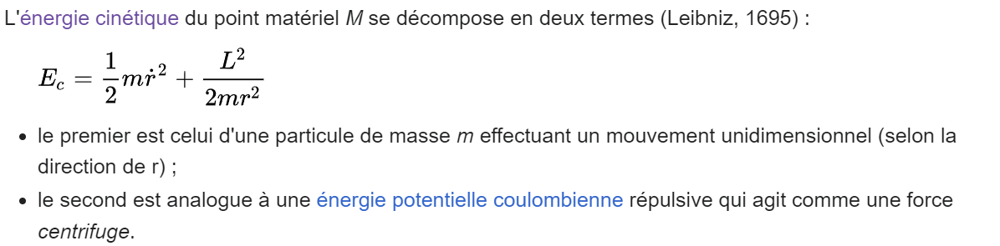 L'énergie cinétique du point matériel M se décompose en deux termes (Leibniz, 1695) :
E_c = \frac{1}{2}m\dot{r}^2 + \frac{L^2}{2mr^2}
• le premier est celui d'une particule de masse m effectuant un mouvement unidimensionnel (selon la
direction de r) ;
• le second est analogue à une énergie potentielle coulombienne répulsive qui agit comme une force
centrifuge.